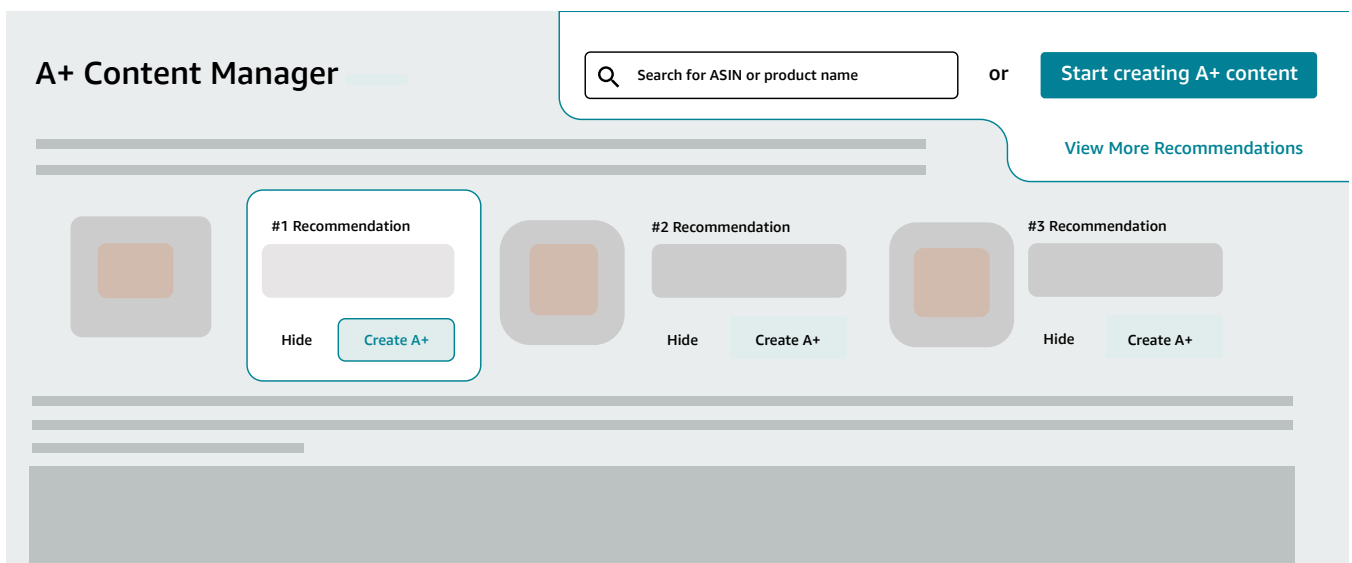 A+ Content Manager
Search for ASIN or product name
or
Start creating A+ content
View More Recommendations
#1 Recommendation
Hide
Create A+
#2 Recommendation
Hide
Create A+
#3 Recommendation
Hide
Create A+